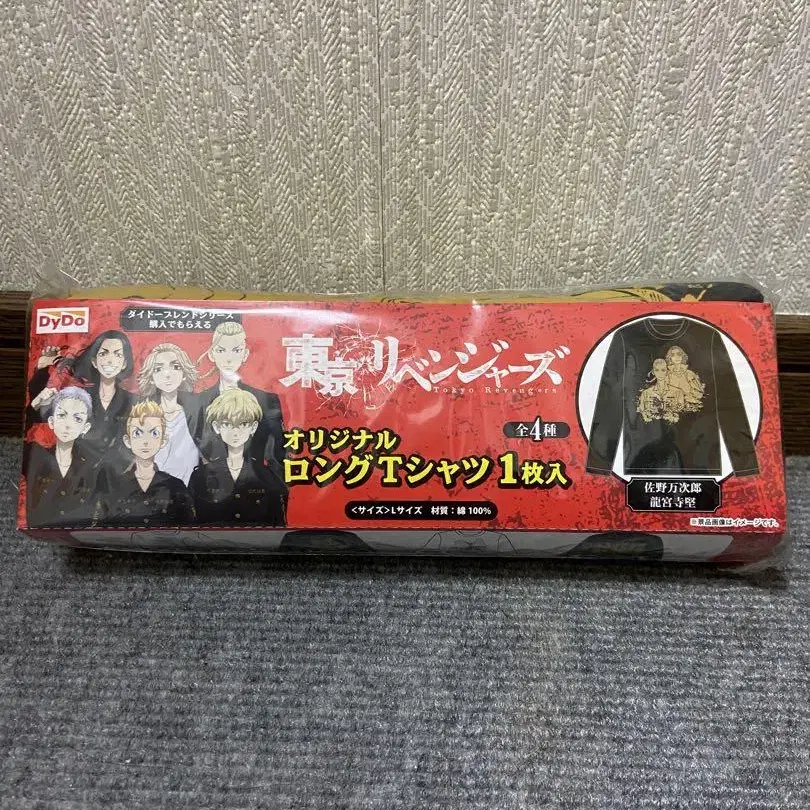 DyDo
ダイドーブレンドシリーズ
購入でもらえる
東京リベンジャーズ
Tokyo Revengers
オリジナル
ロングTシャツ1枚入
全4種
<サイズ>Lサイズ 材質:綿100%
佐野万次郎
龍宮寺堅
※景品画像はイメージです。